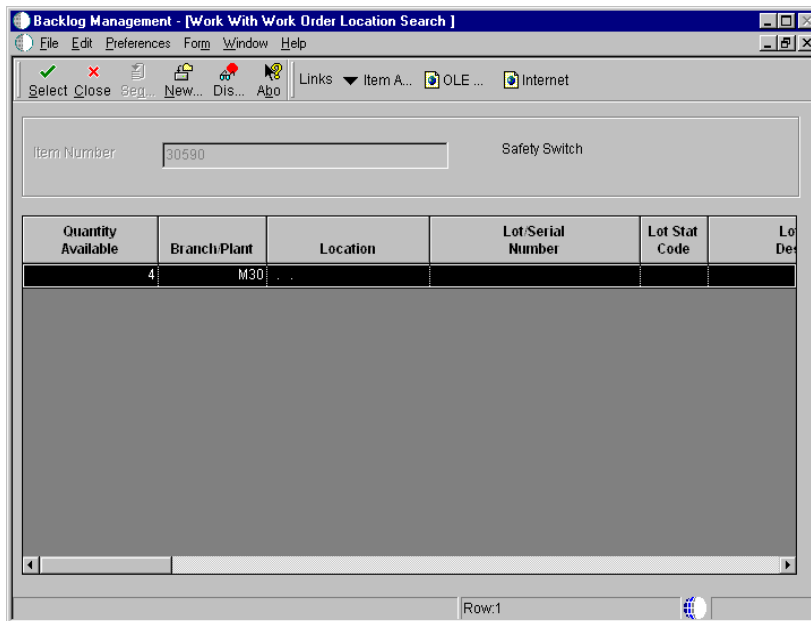 Backlog Management - [Work With Work Order Location Search ]
File Edit Preferences Form Window Help
Select Close Seq... New... Dis... Abo Links Item A... OLE ... Internet
Item Number 30590 Safety Switch
Quantity Available Branch/Plant Location Lot/Serial Number Lot Stat Code Lo Des
4 M30 . .
Row:1